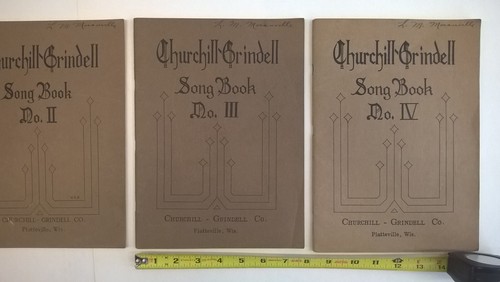 Churchill-Grindell
Song Book
No. II
CHURCHILL - GRINDELL CO.
Platteville, Wis.
Churchill-Grindell
Song Book
No. III
CHURCHILL - GRINDELL CO.
Platteville, Wis.
Churchill-Grindell
Song Book
No. IV
CHURCHILL - GRINDELL CO.
Platteville, Wis.
1 2 3 4 5 6 7 8 9 10 11 12 13 14